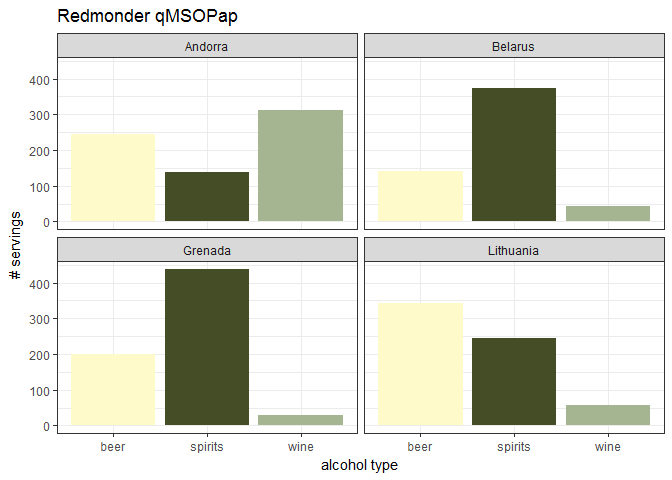 Redmonder qMSOPap
Andorra
Belarus
400
300
200
100
0
Grenada
Lithuania
400
300
200
100
0
# servings
beer spirits wine
beer spirits wine
alcohol type